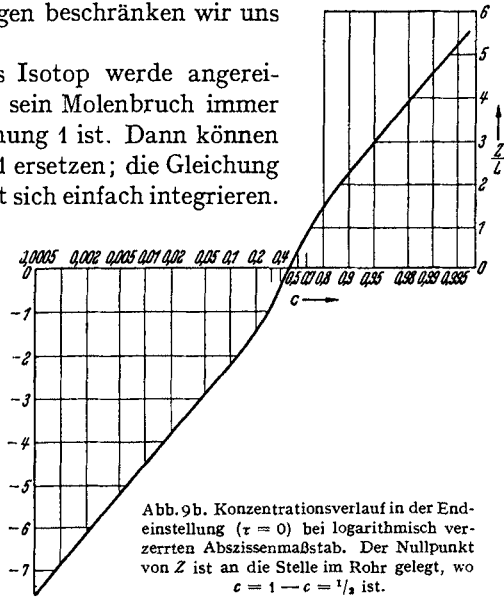 gen beschränken wir uns
s Isotop werde angerei-
sein Molenbruch immer
nung 1 ist. Dann können
1 ersetzen; die Gleichung
t sich einfach integrieren.
6
5
4
3
2
1
0
Z/L
0,0005 0,002 0,005 0,01 0,02 0,05 0,1 0,2 0,4
0,5 0,7 0,8 0,9 0,95 0,98 0,99 0,995
c
0
-1
-2
-3
-4
-5
-6
-7
Abb. 9b. Konzentrationsverlauf in der End-
einstellung (τ = 0) bei logarithmisch ver-
zerrten Abszissenmaßstab. Der Nullpunkt
von Z ist an die Stelle im Rohr gelegt, wo
c = 1 — c = ¹/₂ ist.